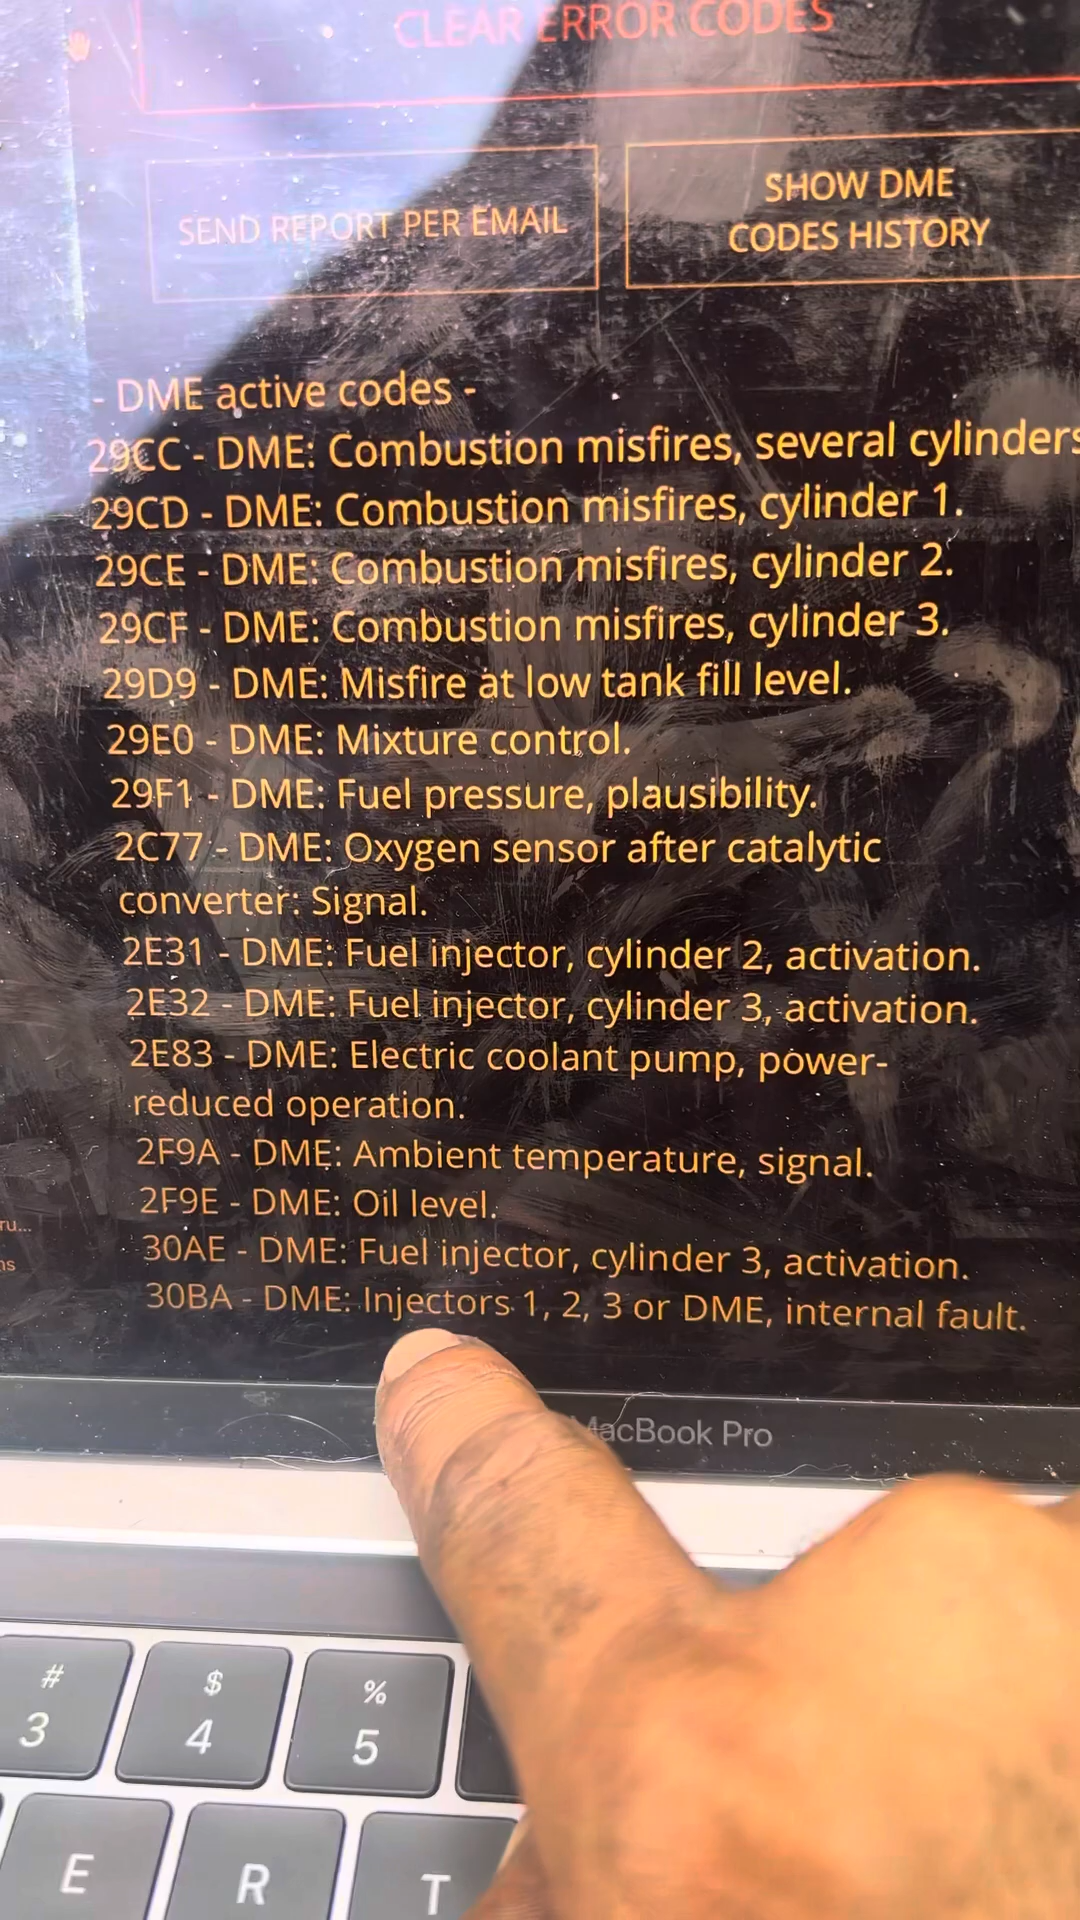 CLEAR ERROR CODES
SEND REPORT PER EMAIL
SHOW DME
CODES HISTORY
- DME active codes -
29CC - DME: Combustion misfires, several cylinders
29CD - DME: Combustion misfires, cylinder 1.
29CE - DME: Combustion misfires, cylinder 2.
29CF - DME: Combustion misfires, cylinder 3.
29D9 - DME: Misfire at low tank fill level.
29E0 - DME: Mixture control.
29F1 - DME: Fuel pressure, plausibility.
2C77 - DME: Oxygen sensor after catalytic
converter: Signal.
2E31 - DME: Fuel injector, cylinder 2, activation.
2E32 - DME: Fuel injector, cylinder 3, activation.
2E83 - DME: Electric coolant pump, power-
reduced operation.
2F9A - DME: Ambient temperature, signal.
2F9E - DME: Oil level.
30AE - DME: Fuel injector, cylinder 3, activation.
30BA - DME: Injectors 1, 2, 3 or DME, internal fault.
MacBook Pro
# $ %
3 4 5
E R T